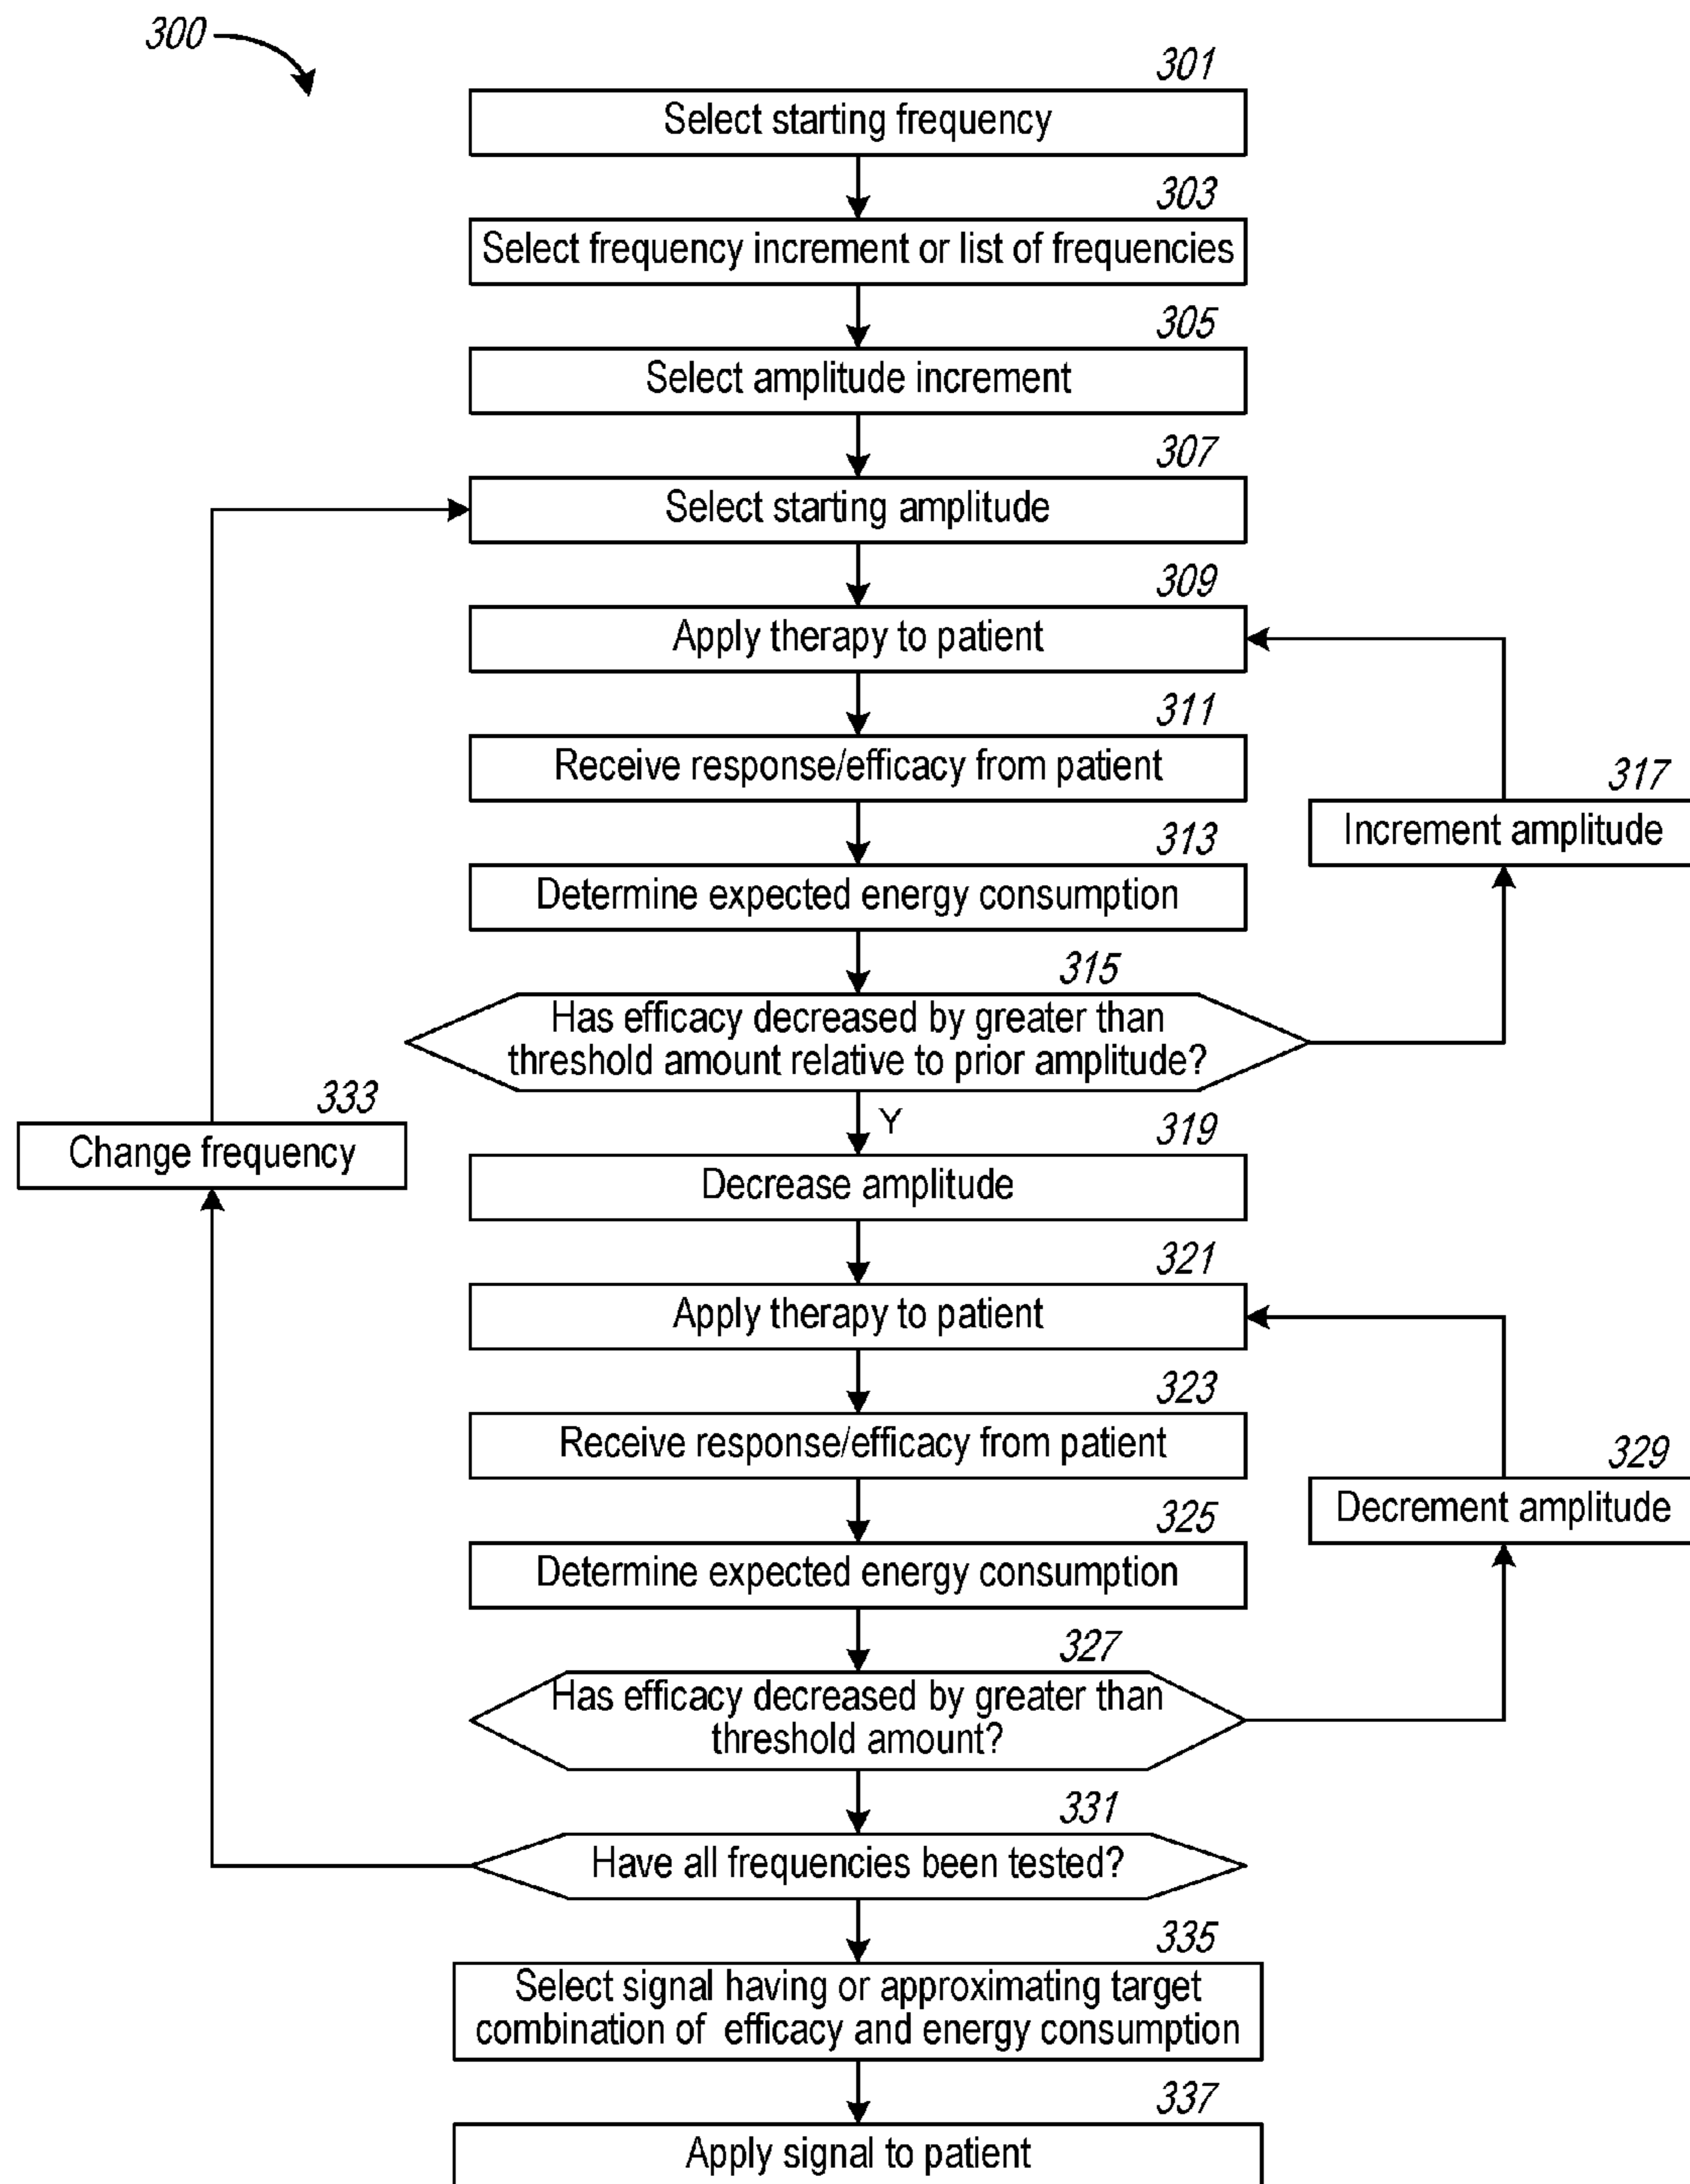 300
301
Select starting frequency
303
Select frequency increment or list of frequencies
305
Select amplitude increment
307
Select starting amplitude
309
Apply therapy to patient
311
Receive response/efficacy from patient
317
Increment amplitude
313
Determine expected energy consumption
315
Has efficacy decreased by greater than
threshold amount relative to prior amplitude?
333
Change frequency
Y
319
Decrease amplitude
321
Apply therapy to patient
323
Receive response/efficacy from patient
329
Decrement amplitude
325
Determine expected energy consumption
327
Has efficacy decreased by greater than
threshold amount?
331
Have all frequencies been tested?
335
Select signal having or approximating target
combination of efficacy and energy consumption
337
Apply signal to patient